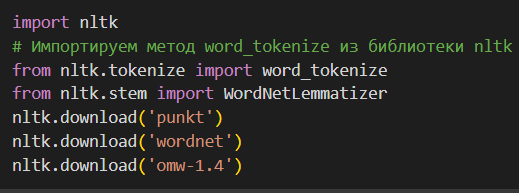 import nltk
# Импортируем метод word_tokenize из библиотеки nltk
from nltk.tokenize import word_tokenize
from nltk.stem import WordNetLemmatizer
nltk.download('punkt')
nltk.download('wordnet')
nltk.download('omw-1.4')